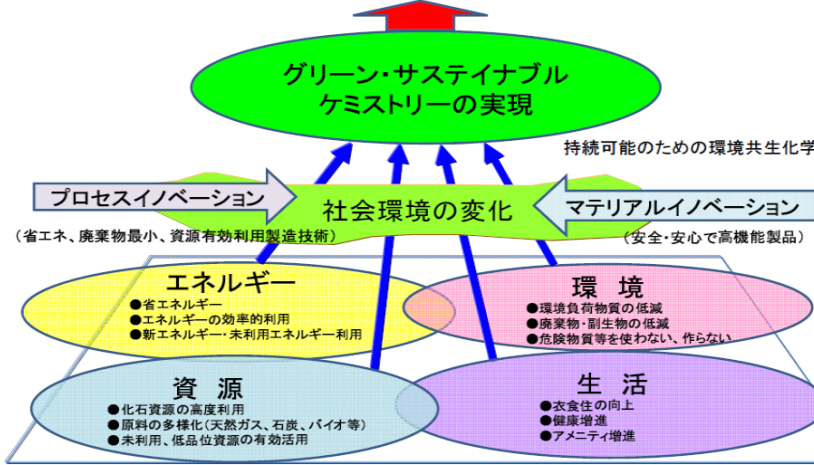 グリーン・サステイナブル
ケミストリーの実現
持続可能のための環境共生化学
プロセスイノベーション
社会環境の変化
マテリアルイノベーション
（省エネ、廃棄物最小、資源有効利用製造技術）
（安全・安心で高機能製品）
エネルギー
●省エネルギー
●エネルギーの効率的利用
●新エネルギー・未利用エネルギー利用
環 境
●環境負荷物質の低減
●廃棄物・副生物の低減
●危険物質等を使わない、作らない
資 源
●化石資源の高度利用
●原料の多様化（天然ガス、石炭、バイオ等）
●未利用、低品位資源の有効活用
生 活
●衣食住の向上
●健康増進
●アメニティ増進